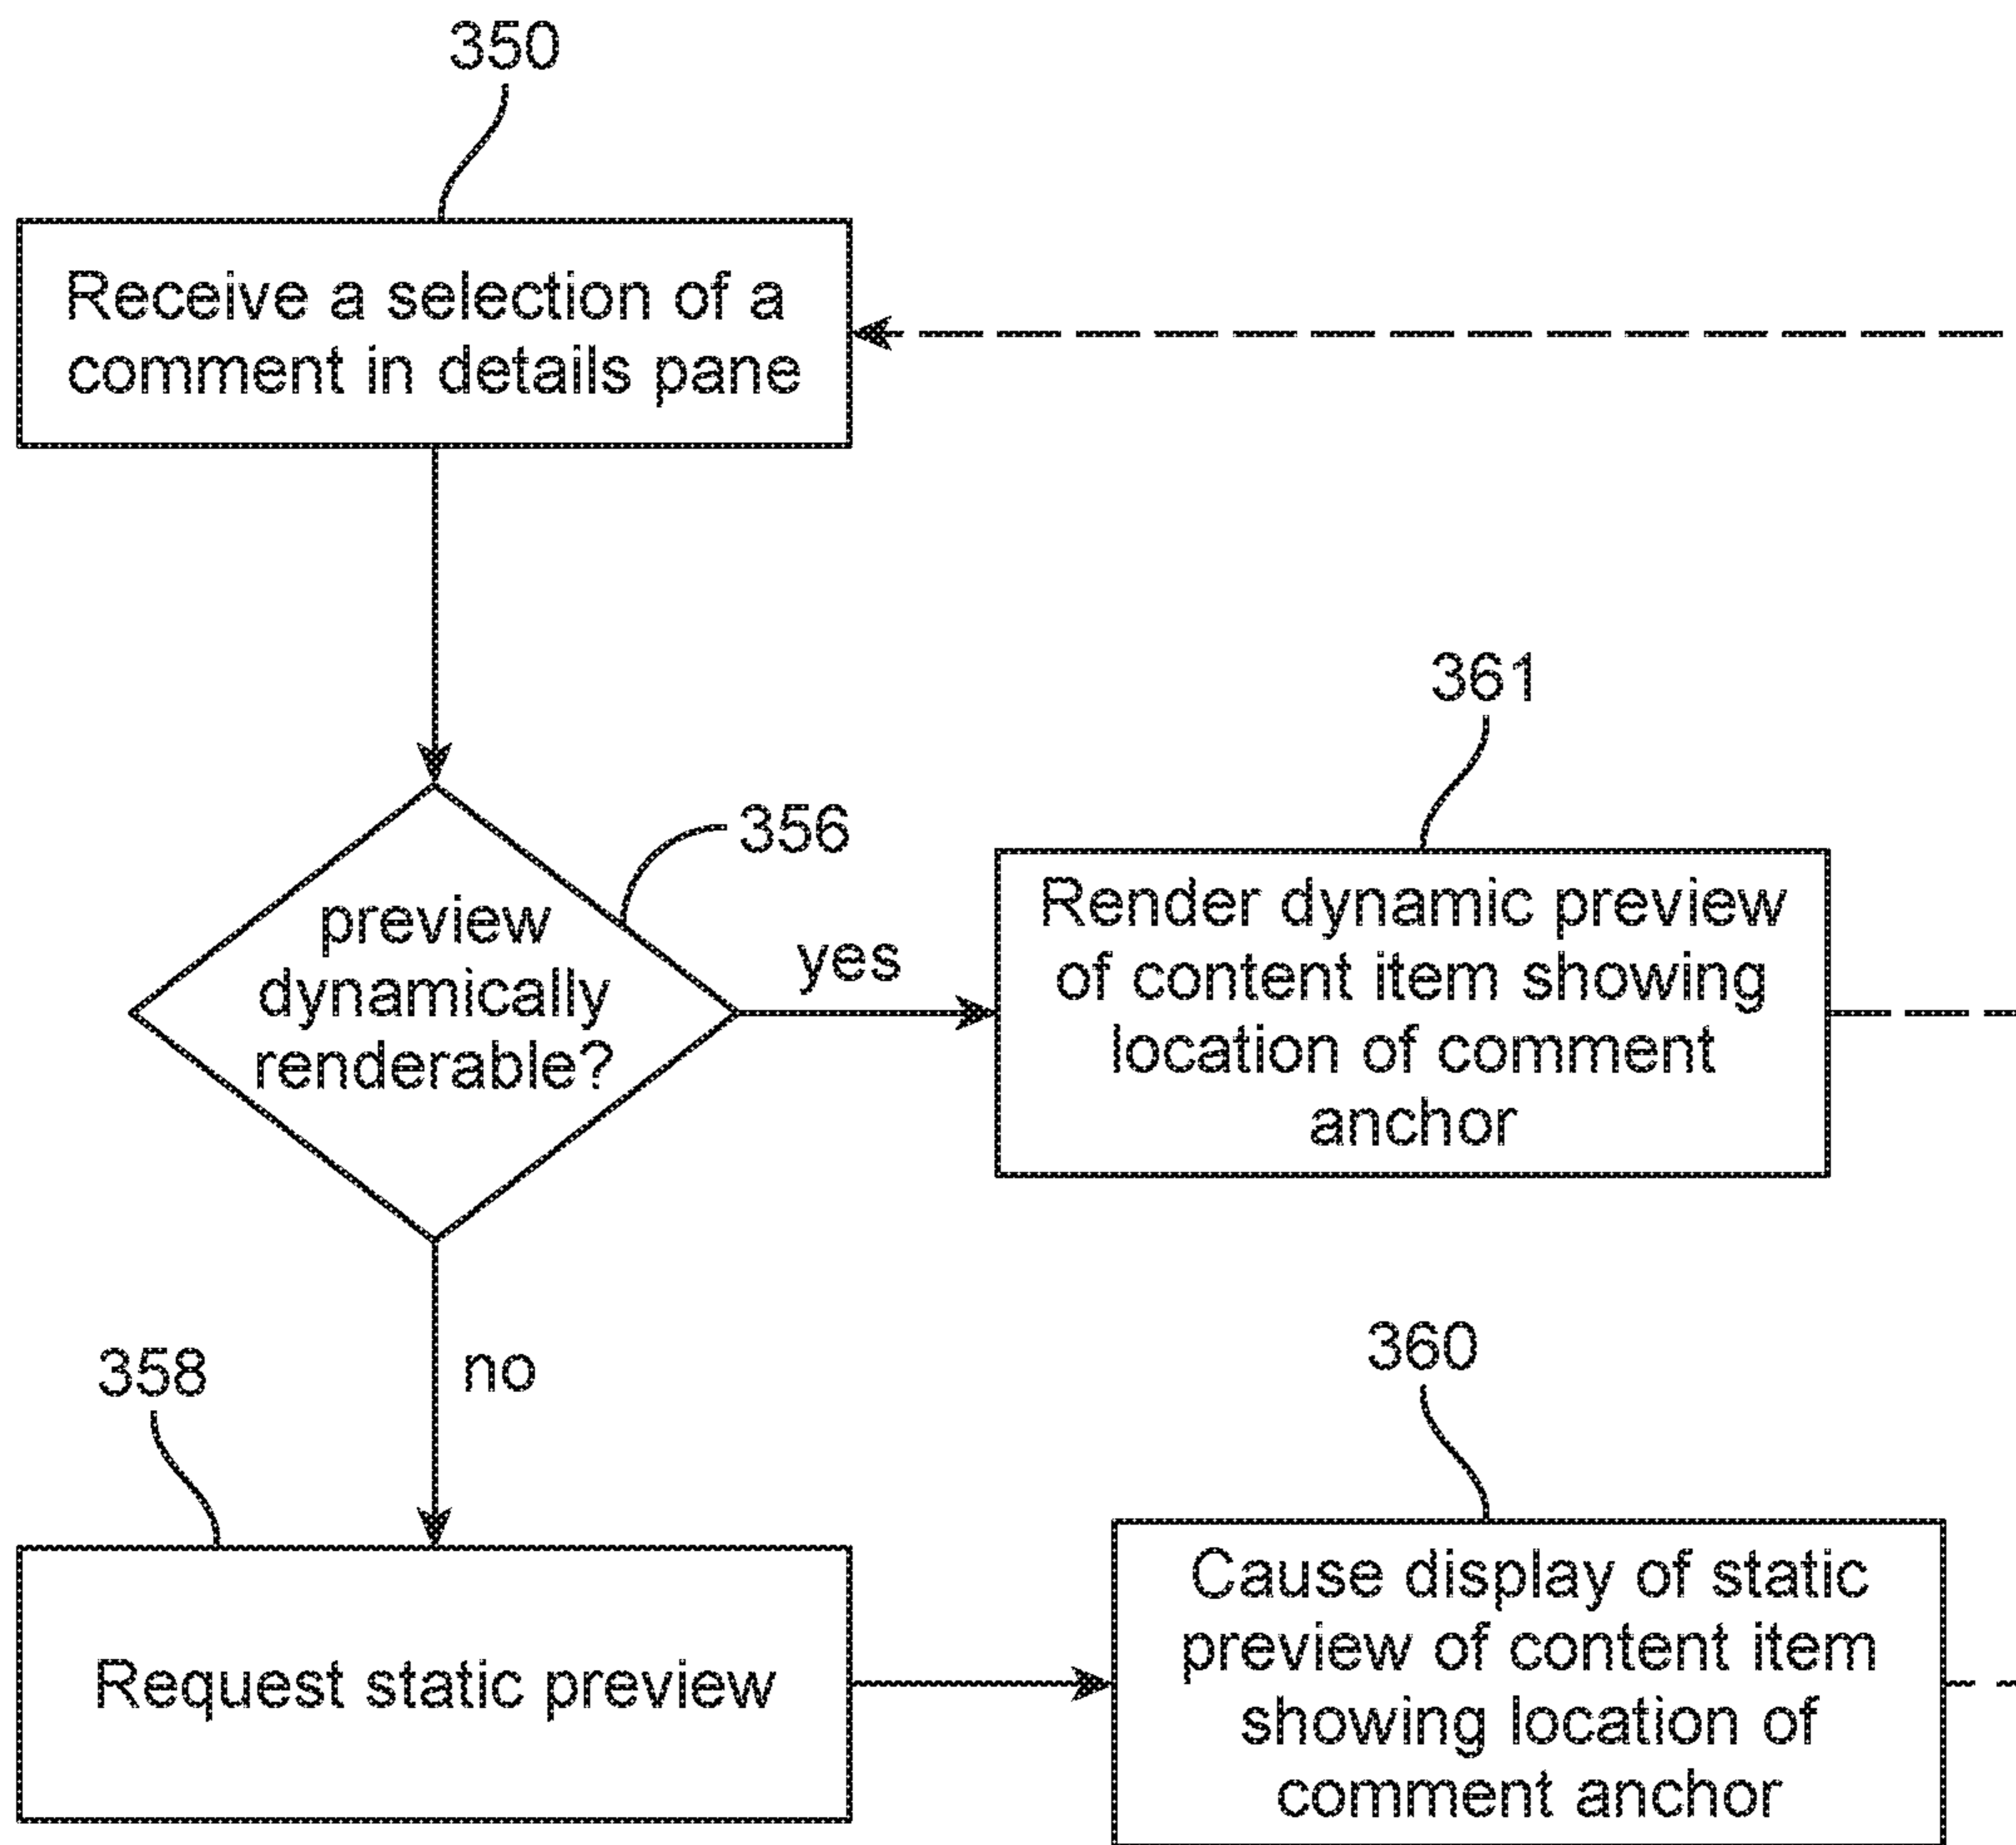 350
Receive a selection of a
comment in details pane
361
356
preview
dynamically
renderable?
yes
Render dynamic preview
of content item showing
location of comment
anchor
358
no
360
Request static preview
Cause display of static
preview of content item
showing location of
comment anchor